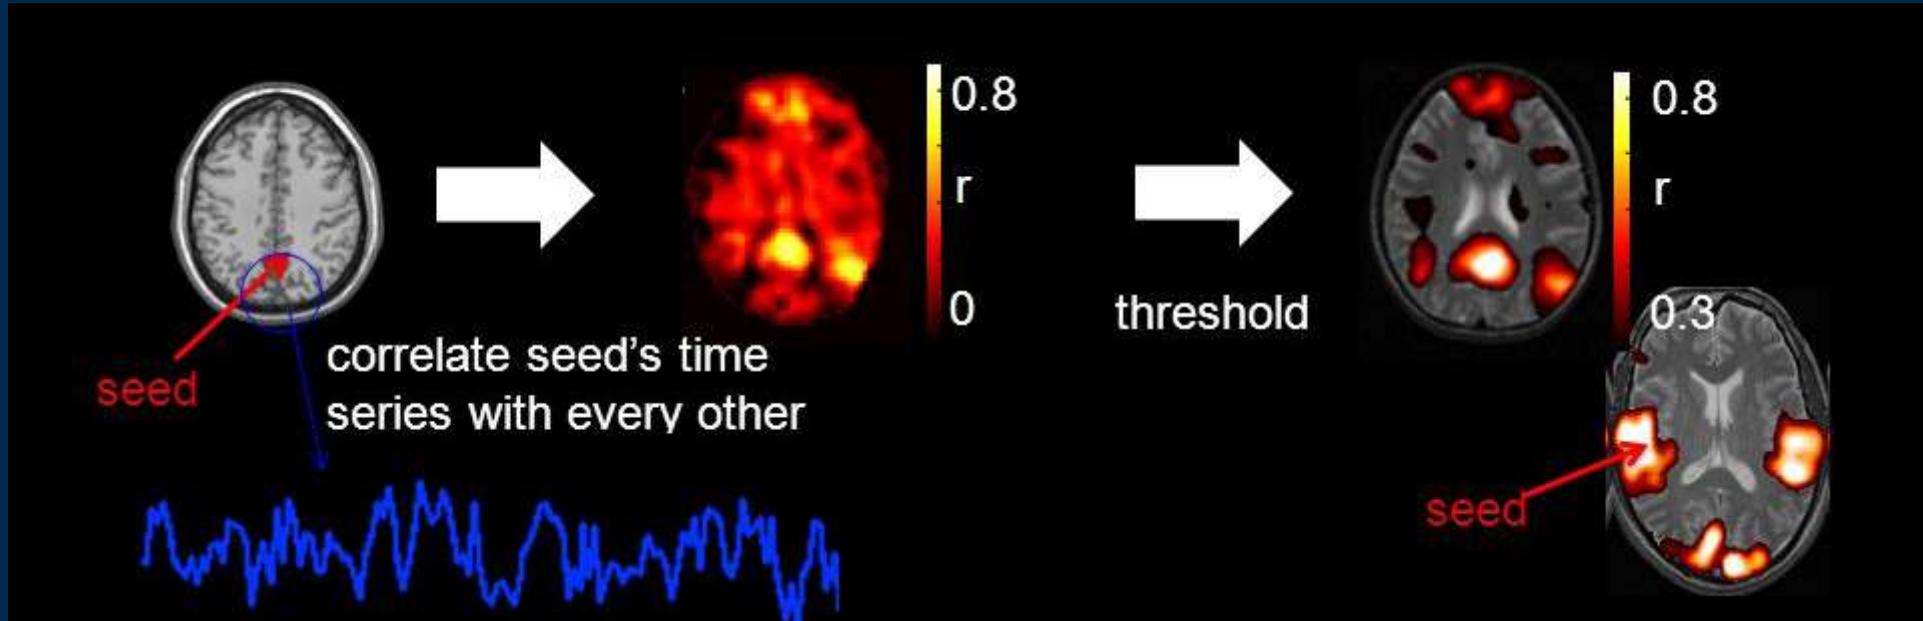 seed
correlate seed's time
series with every other
0.8
r
0
threshold
0.8
r
0.3
seed